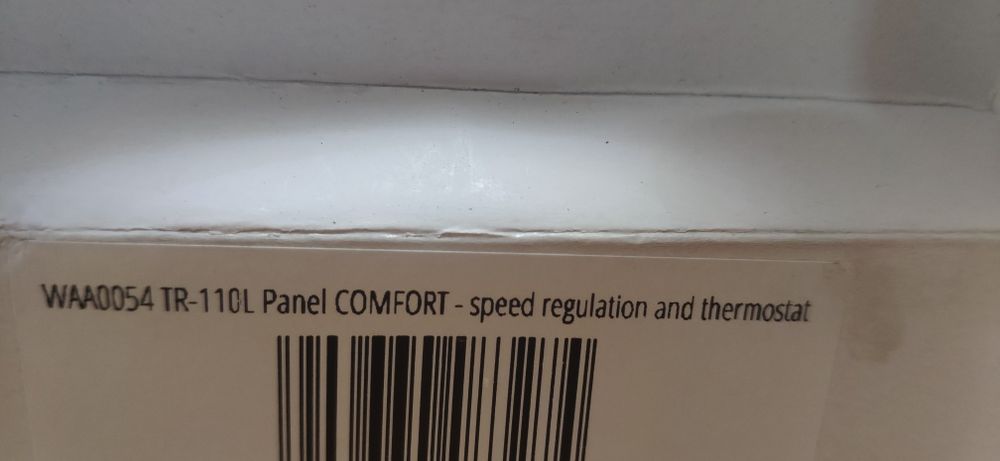 WAA0054 TR-110L Panel COMFORT - speed regulation and thermostat